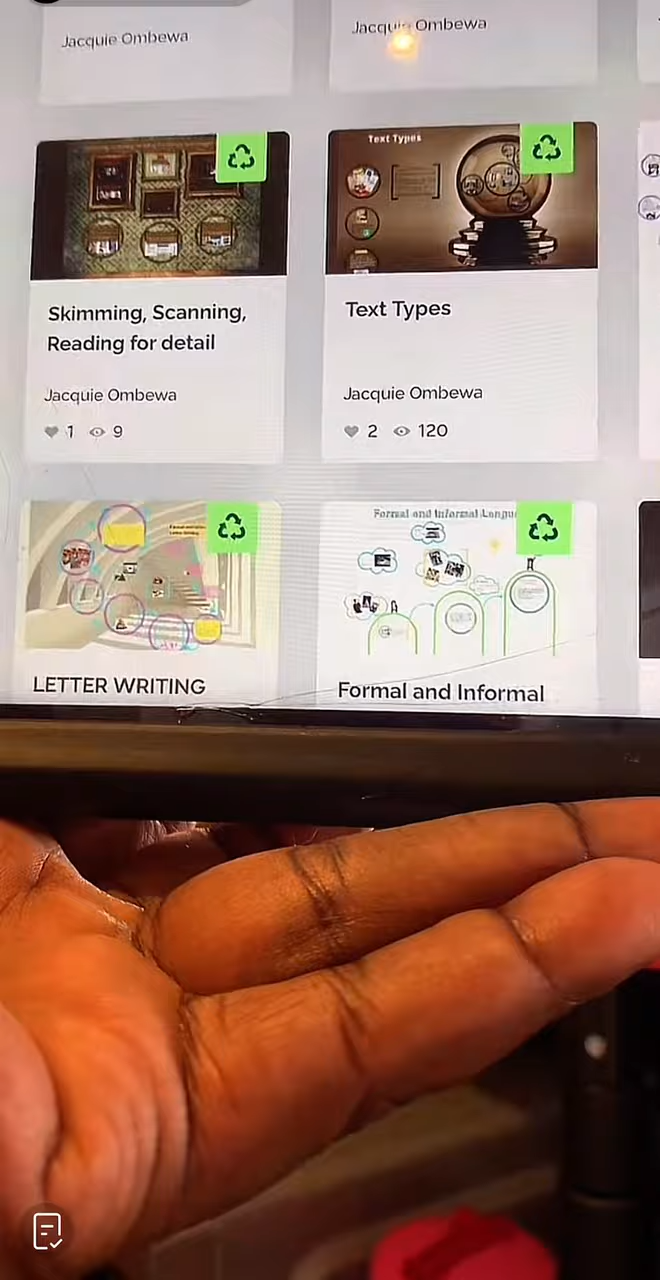 Jacquie Ombewa
Jacquie Ombewa
Text Types
Skimming, Scanning,
Reading for detail
Jacquie Ombewa
1 9
Text Types
Jacquie Ombewa
2 120
Formal and Informal Langu
LETTER WRITING
Formal and Informal